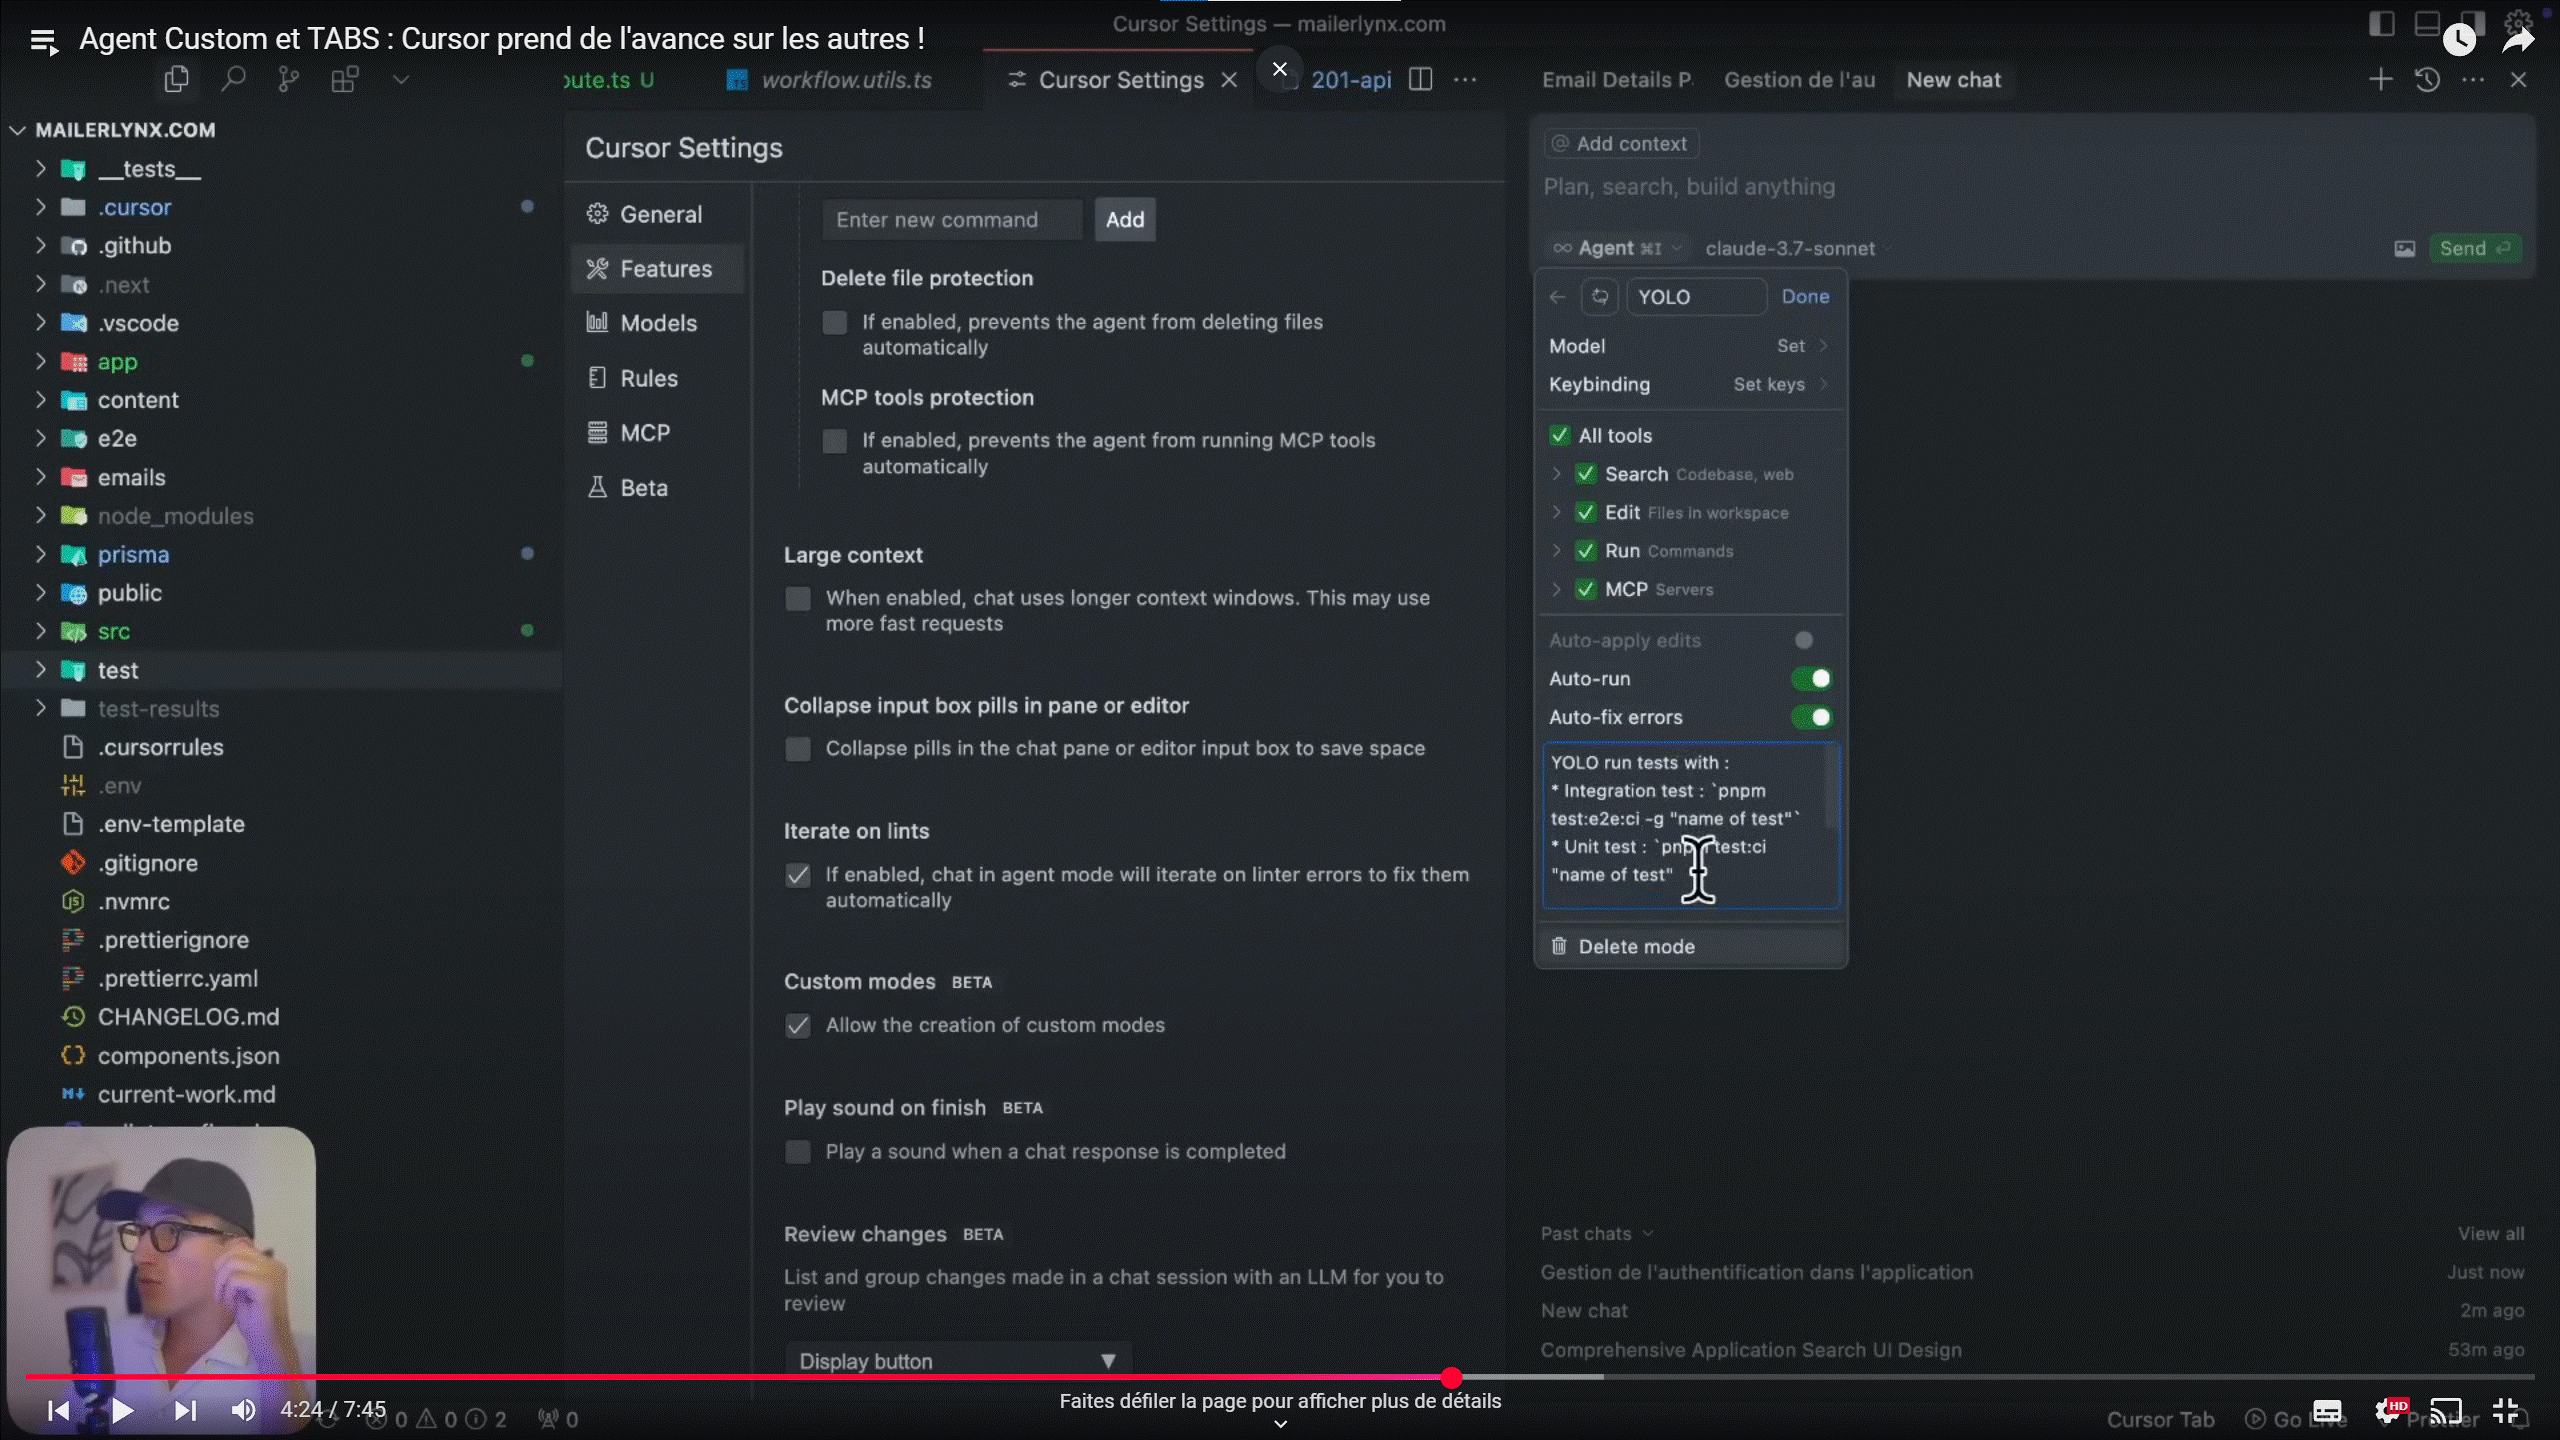 Cursor Settings — mailerlynx.com
Agent Custom et TABS : Cursor prend de l'avance sur les autres !
oute.ts U
workflow.utils.ts
Cursor Settings
201-api
Email Details P
Gestion de l'au
New chat
MAILERLYNX.COM
__tests__
.cursor
.github
.next
.vscode
app
content
e2e
emails
node_modules
prisma
public
src
test
test-results
.cursorrules
.env
.env-template
.gitignore
.nvmrc
.prettierignore
.prettierrc.yaml
CHANGELOG.md
components.json
current-work.md
Cursor Settings
General
Features
Models
Rules
MCP
Beta
Enter new command
Add
Delete file protection
If enabled, prevents the agent from deleting files
automatically
MCP tools protection
If enabled, prevents the agent from running MCP tools
automatically
Large context
When enabled, chat uses longer context windows. This may use
more fast requests
Collapse input box pills in pane or editor
Collapse pills in the chat pane or editor input box to save space
Iterate on lints
If enabled, chat in agent mode will iterate on linter errors to fix them
automatically
Custom modes BETA
Allow the creation of custom modes
Play sound on finish BETA
Play a sound when a chat response is completed
Review changes BETA
List and group changes made in a chat session with an LLM for you to
review
Display button
@ Add context
Plan, search, build anything
Agent ⌘I
claude-3.7-sonnet
Send
YOLO
Done
Model Set
Keybinding Set keys
All tools
Search Codebase, web
Edit Files in workspace
Run Commands
MCP Servers
Auto-apply edits
Auto-run
Auto-fix errors
YOLO run tests with :
* Integration test : `pnpm
test:e2e:ci -g "name of test"`
* Unit test : `pnp test:ci
"name of test"
Delete mode
Past chats
View all
Gestion de l'authentification dans l'application
Just now
New chat
2m ago
Comprehensive Application Search UI Design
53m ago
Faites défiler la page pour afficher plus de détails
4:24 / 7:45
0 0 2
0
Cursor Tab
Go Live
Prettier
HD